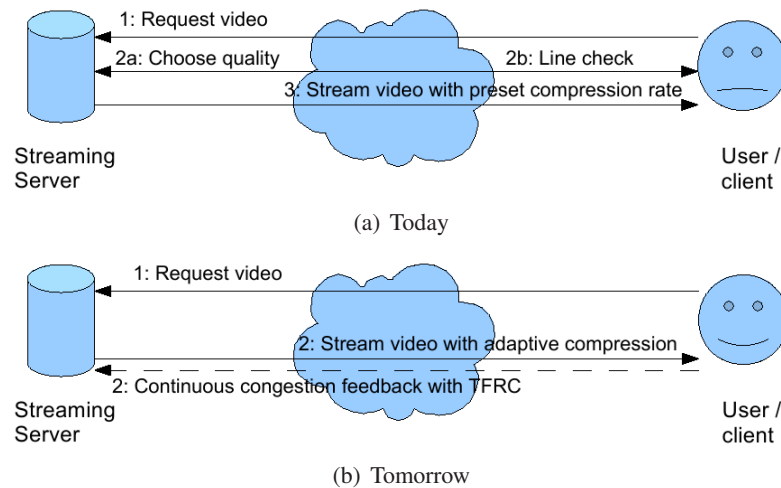 1: Request video
2a: Choose quality
2b: Line check
3: Stream video with preset compression rate
Streaming
Server
User /
client
(a) Today
1: Request video
2: Stream video with adaptive compression
2: Continuous congestion feedback with TFRC
Streaming
Server
User /
client
(b) Tomorrow